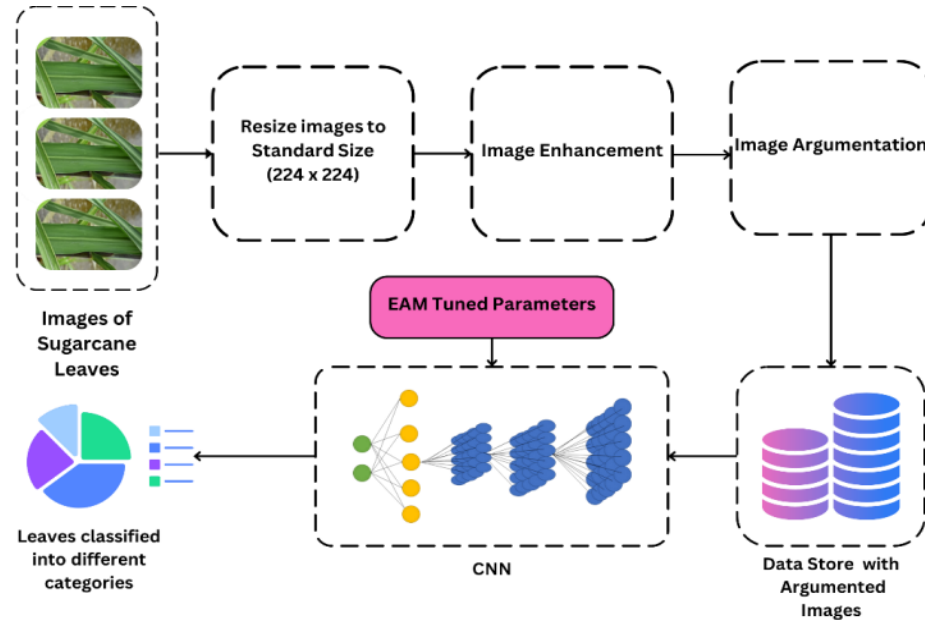 Resize images to
Standard Size
(224 x 224)
Image Enhancement
Image Argumentation
Images of
Sugarcane
Leaves
EAM Tuned Parameters
Leaves classified
into different
categories
CNN
Data Store with
Argumented
Images